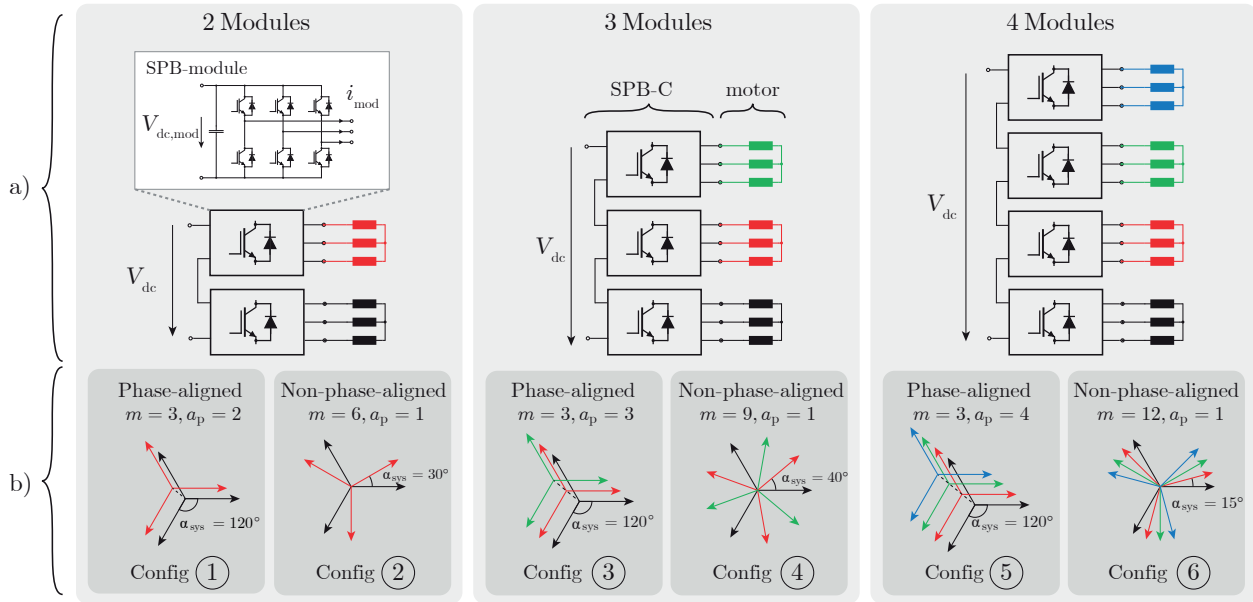 2 Modules
SPB-module
i_mod
V_dc,mod
V_dc
3 Modules
SPB-C
motor
V_dc
4 Modules
V_dc
a)
b)
Phase-aligned
m = 3, a_p = 2
α_sys = 120°
Config 1
Non-phase-aligned
m = 6, a_p = 1
α_sys = 30°
Config 2
Phase-aligned
m = 3, a_p = 3
α_sys = 120°
Config 3
Non-phase-aligned
m = 9, a_p = 1
α_sys = 40°
Config 4
Phase-aligned
m = 3, a_p = 4
α_sys = 120°
Config 5
Non-phase-aligned
m = 12, a_p = 1
α_sys = 15°
Config 6